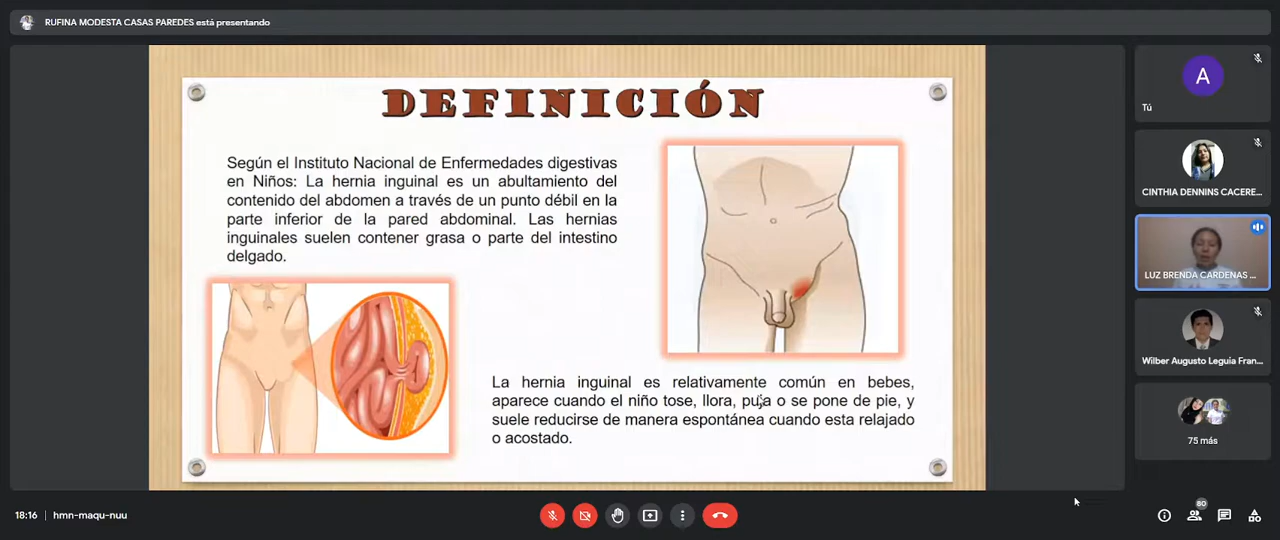 RUFINA MODESTA CASAS PAREDES está presentando
DEFINICIÓN
Según el Instituto Nacional de Enfermedades digestivas
en Niños: La hernia inguinal es un abultamiento del
contenido del abdomen a través de un punto débil en la
parte inferior de la pared abdominal. Las hernias
inguinales suelen contener grasa o parte del intestino
delgado.
La hernia inguinal es relativamente común en bebes,
aparece cuando el niño tose, llora, puja o se pone de pie, y
suele reducirse de manera espontánea cuando esta relajado
o acostado.
A
Tú
CINTHIA DENNINS CACERE...
LUZ BRENDA CARDENAS ...
Wilber Augusto Leguia Fran...
75 más
18:16 | hmn-maqu-nuu
80